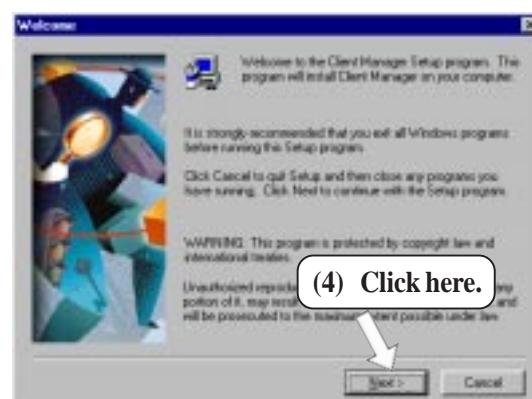 Welcome
Welcome to the Client Manager Setup program. This
program will install Client Manager on your computer.
It is strongly recommended that you exit all Windows programs
before running this Setup program.
Click Cancel to quit Setup and then close any programs you
have running. Click Next to continue with the Setup program.
WARNING: This program is protected by copyright law and
international treaties.
Unauthorized any
portion of it, may and
will be prosecuted to the possible under law.
(4) Click here.
Next >
Cancel